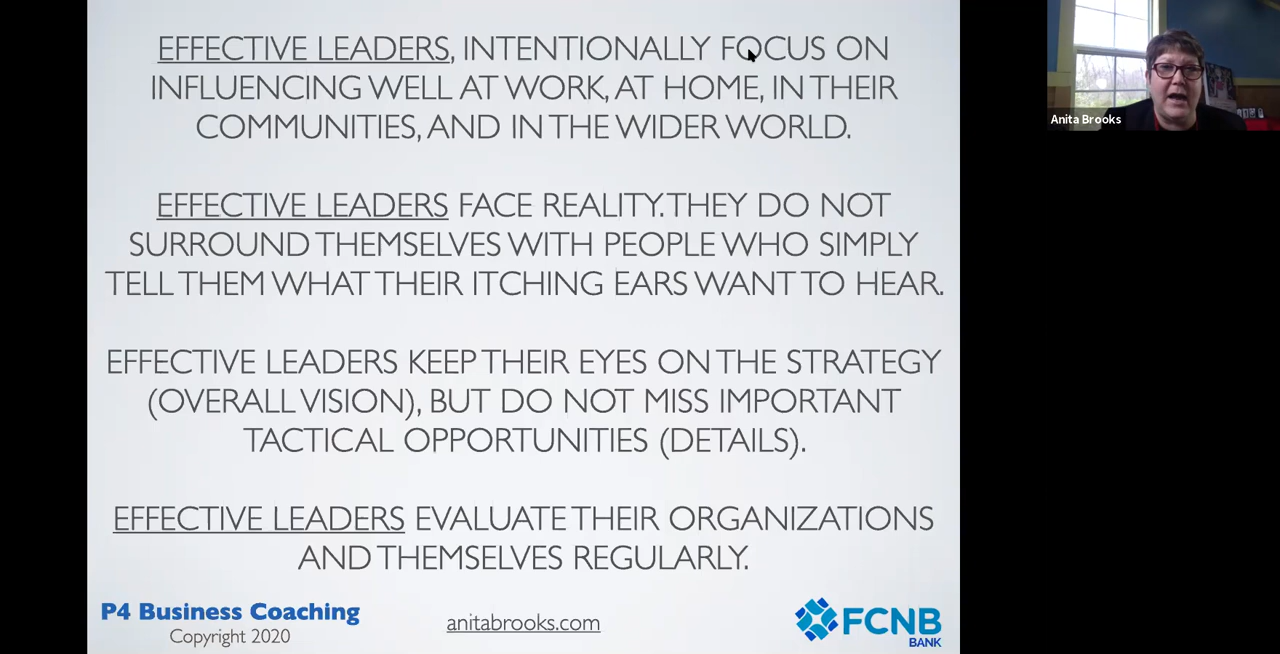 EFFECTIVE LEADERS, INTENTIONALLY FOCUS ON
INFLUENCING WELL AT WORK, AT HOME, IN THEIR
COMMUNITIES, AND IN THE WIDER WORLD.
EFFECTIVE LEADERS FACE REALITY. THEY DO NOT
SURROUND THEMSELVES WITH PEOPLE WHO SIMPLY
TELL THEM WHAT THEIR ITCHING EARS WANT TO HEAR.
EFFECTIVE LEADERS KEEP THEIR EYES ON THE STRATEGY
(OVERALL VISION), BUT DO NOT MISS IMPORTANT
TACTICAL OPPORTUNITIES (DETAILS).
EFFECTIVE LEADERS EVALUATE THEIR ORGANIZATIONS
AND THEMSELVES REGULARLY.
P4 Business Coaching
Copyright 2020
anitabrooks.com
FCNB
BANK
Anita Brooks